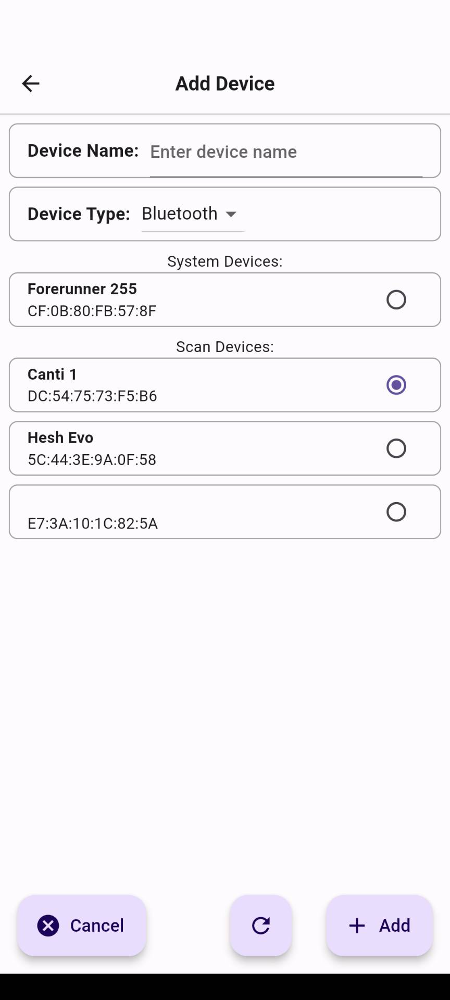 Add Device
Device Name: Enter device name
Device Type: Bluetooth
System Devices:
Forerunner 255
CF:0B:80:FB:57:8F
Scan Devices:
Canti 1
DC:54:75:73:F5:B6
Hesh Evo
5C:44:3E:9A:0F:58
E7:3A:10:1C:82:5A
Cancel Add